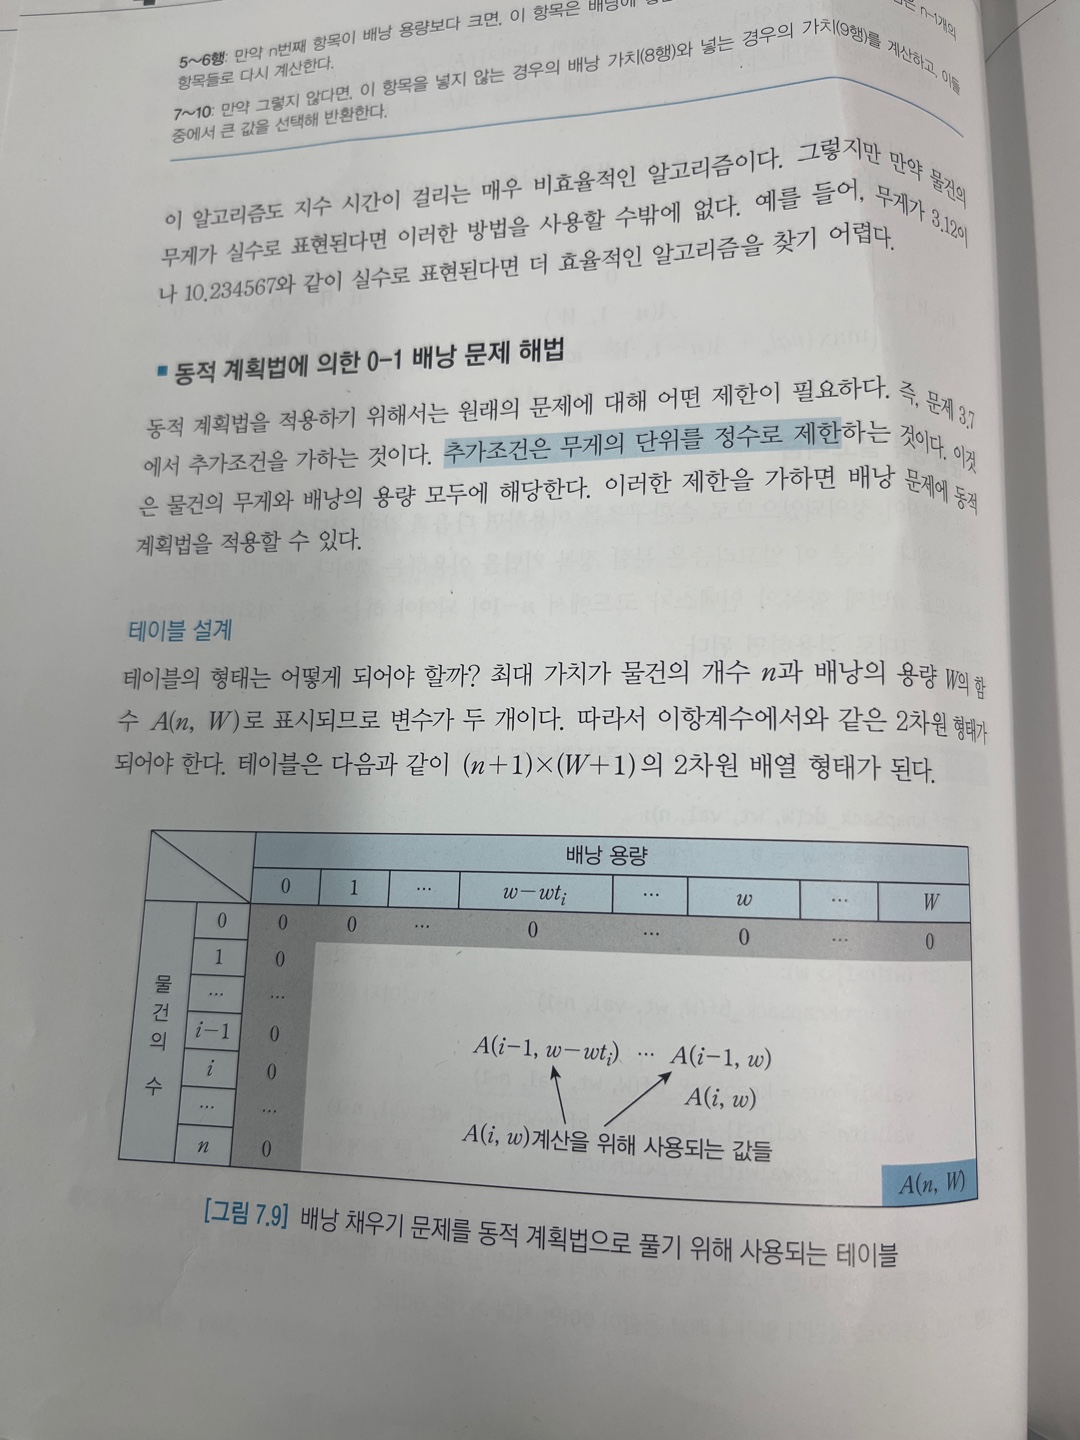 5~6행: 만약 n번째 항목이 배낭 용량보다 크면, 이 항목은 배낭에
은 n-1개의
항목들로 다시 계산한다.
7~10: 만약 그렇지 않다면, 이 항목을 넣지 않는 경우의 배낭 가치(8행)와 넣는 경우의 가치(9행)를 계산하고, 이들
중에서 큰 값을 선택해 반환한다.
이 알고리즘도 지수 시간이 걸리는 매우 비효율적인 알고리즘이다. 그렇지만 만약 물건의
무게가 실수로 표현된다면 이러한 방법을 사용할 수밖에 없다. 예를 들어, 무게가 3.12이
나 10.234567와 같이 실수로 표현된다면 더 효율적인 알고리즘을 찾기 어렵다.
■ 동적 계획법에 의한 0-1 배낭 문제 해법
동적 계획법을 적용하기 위해서는 원래의 문제에 대해 어떤 제한이 필요하다. 즉, 문제 3.7
에서 추가조건을 가하는 것이다. 추가조건은 무게의 단위를 정수로 제한하는 것이다. 이것
은 물건의 무게와 배낭의 용량 모두에 해당한다. 이러한 제한을 가하면 배낭 문제에 동적
계획법을 적용할 수 있다.
테이블 설계
테이블의 형태는 어떻게 되어야 할까? 최대 가치가 물건의 개수 n과 배낭의 용량 W의 함
수 A(n, W)로 표시되므로 변수가 두 개이다. 따라서 이항계수에서와 같은 2차원 형태가
되어야 한다. 테이블은 다음과 같이 (n+1)×(W+1)의 2차원 배열 형태가 된다.
배낭 용량
0 1 ... w-wtᵢ ... w ... W
물건의 수
0 0 0 ... 0 ... 0 ... 0
1 0
... ...
i-1 0
A(i-1, w-wtᵢ) ... A(i-1, w)
i 0
A(i, w)
... ...
A(i, w)계산을 위해 사용되는 값들
n 0
A(n, W)
[그림 7.9] 배낭 채우기 문제를 동적 계획법으로 풀기 위해 사용되는 테이블